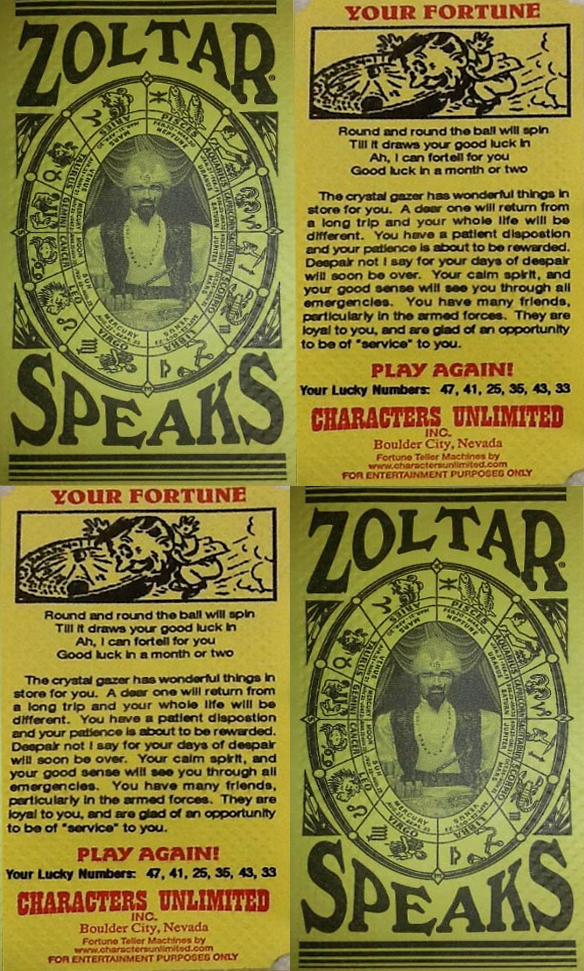 ZOLTAR
ARIES
PISCES
NEPTUNE
MARS
AQUARIUS
URANUS
TAURUS
VENUS
CAPRICORN
SATURN
GEMINI
MERCURY
SAGITTARIUS
JUPITER
CANCER
MOON
SCORPIO
SUN
MERCURY
VIRGO
VENUS
LIBRA
SPEAKS
YOUR FORTUNE
Round and round the ball will spin
Till it draws your good luck in
Ah, I can fortell for you
Good luck in a month or two
The crystal gazer has wonderful things in
store for you. A dear one will return from
a long trip and your whole life will be
different. You have a patient dispostion
and your patience is about to be rewarded.
Despair not I say for your days of despair
will soon be over. Your calm spirit, and
your good sense will see you through all
emergencies. You have many friends,
particularly in the armed forces. They are
loyal to you, and are glad of an opportunity
to be of "service" to you.
PLAY AGAIN!
Your Lucky Numbers: 47, 41, 25, 35, 43, 33
CHARACTERS UNLIMITED
INC.
Boulder City, Nevada
Fortune Teller Machines by
www.charactersunlimited.com
FOR ENTERTAINMENT PURPOSES ONLY
YOUR FORTUNE
Round and round the ball will spin
Till it draws your good luck in
Ah, I can fortell for you
Good luck in a month or two
The crystal gazer has wonderful things in
store for you. A dear one will return from
a long trip and your whole life will be
different. You have a patient dispostion
and your patience is about to be rewarded.
Despair not I say for your days of despair
will soon be over. Your calm spirit, and
your good sense will see you through all
emergencies. You have many friends,
particularly in the armed forces. They are
loyal to you, and are glad of an opportunity
to be of "service" to you.
PLAY AGAIN!
Your Lucky Numbers: 47, 41, 25, 35, 43, 33
CHARACTERS UNLIMITED
INC.
Boulder City, Nevada
Fortune Teller Machines by
www.charactersunlimited.com
FOR ENTERTAINMENT PURPOSES ONLY
ZOLTAR
ARIES
PISCES
NEPTUNE
MARS
AQUARIUS
URANUS
TAURUS
VENUS
CAPRICORN
SATURN
GEMINI
MERCURY
SAGITTARIUS
JUPITER
CANCER
MOON
SCORPIO
SUN
MERCURY
VIRGO
VENUS
LIBRA
SPEAKS